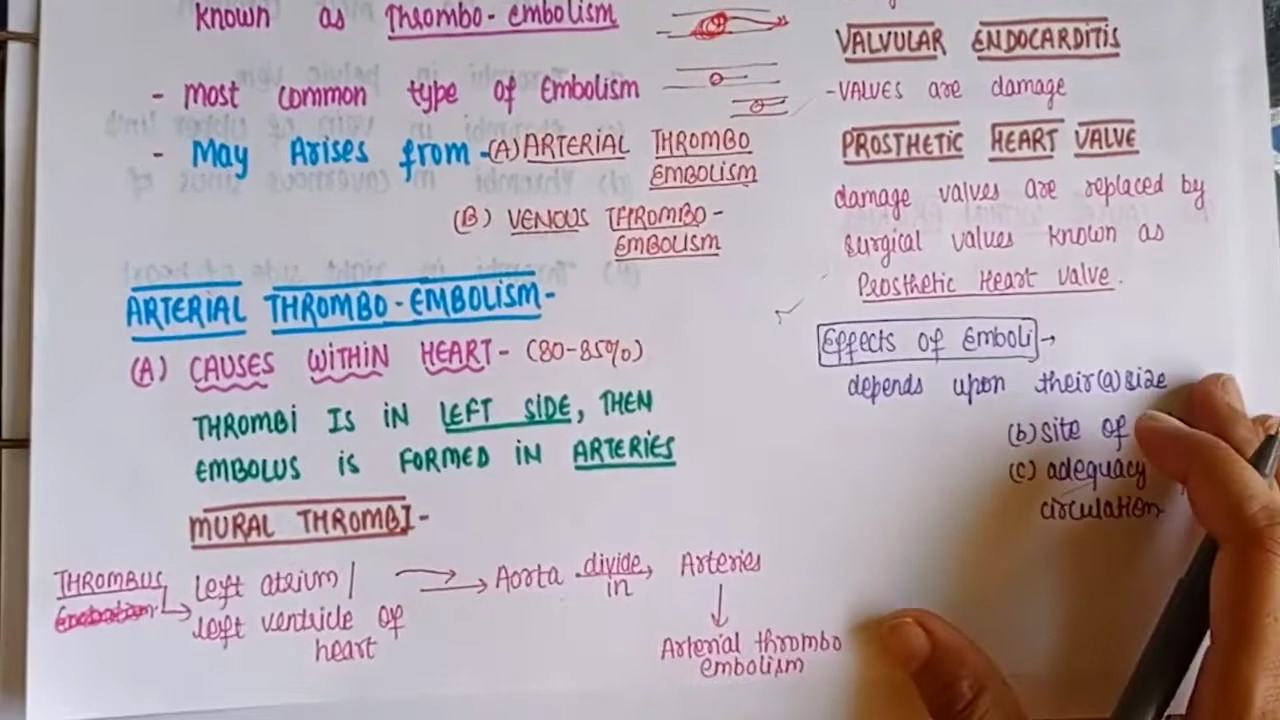 known as Thrombo-embolism
- most common type of Embolism
- May Arises from - (A) ARTERIAL THROMBO
EMBOLISM
(B) VENOUS THROMBO-
EMBOLISM
ARTERIAL THROMBO-EMBOLISM-
(A) CAUSES WITHIN HEART - (80-85%)
THROMBI IS IN LEFT SIDE, THEN
EMBOLUS IS FORMED IN ARTERIES
MURAL THROMBI-
THROMBUS
left atrium/
left ventricle of
heart
Aorta divide in Arteries
Arterial thrombo
embolism
VALVULAR ENDOCARDITIS
-VALVES are damage
PROSTHETIC HEART VALVE
damage valves are replaced by
surgical valves known as
Prosthetic Heart valve.
Effects of Emboli →
depends upon their (a) size
(b) site of
(c) adequacy
circulation